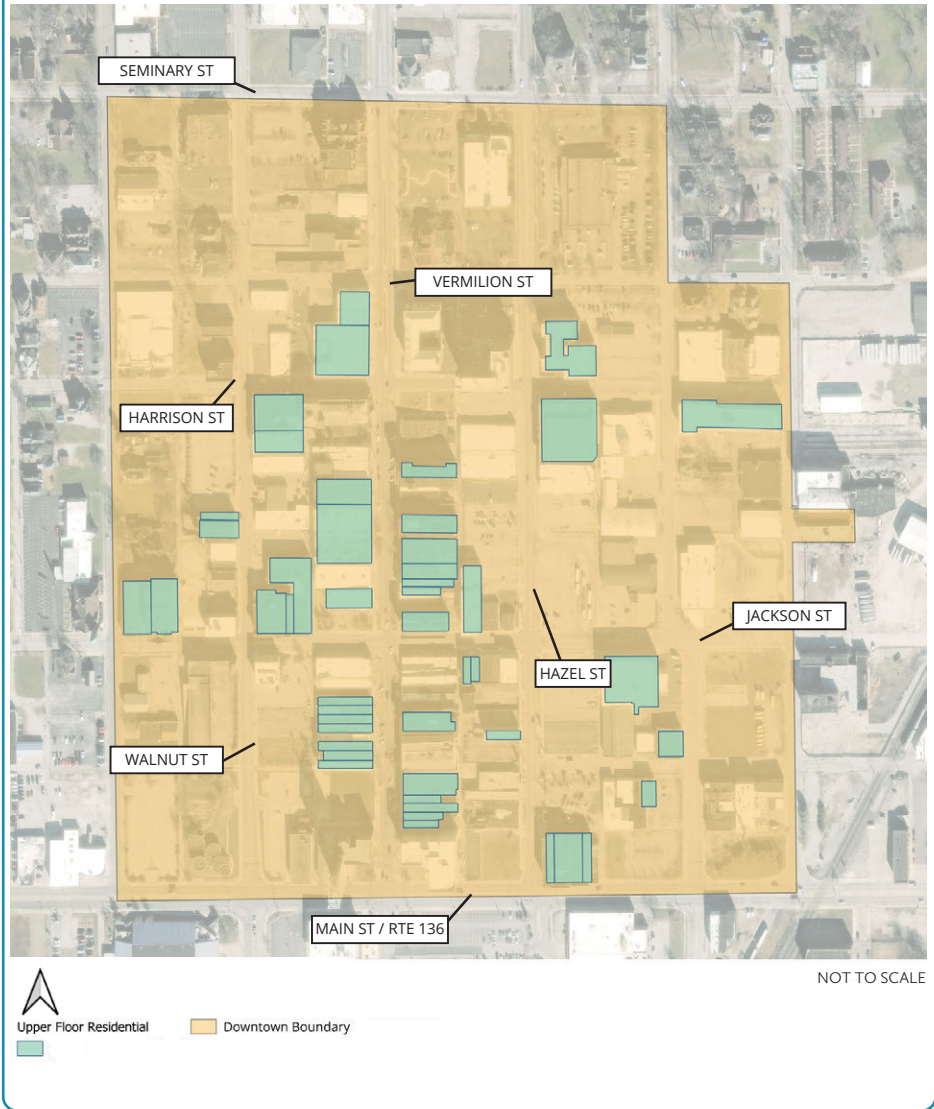 SEMINARY ST
VERMILION ST
HARRISON ST
JACKSON ST
HAZEL ST
WALNUT ST
MAIN ST / RTE 136
NOT TO SCALE
Upper Floor Residential
Downtown Boundary